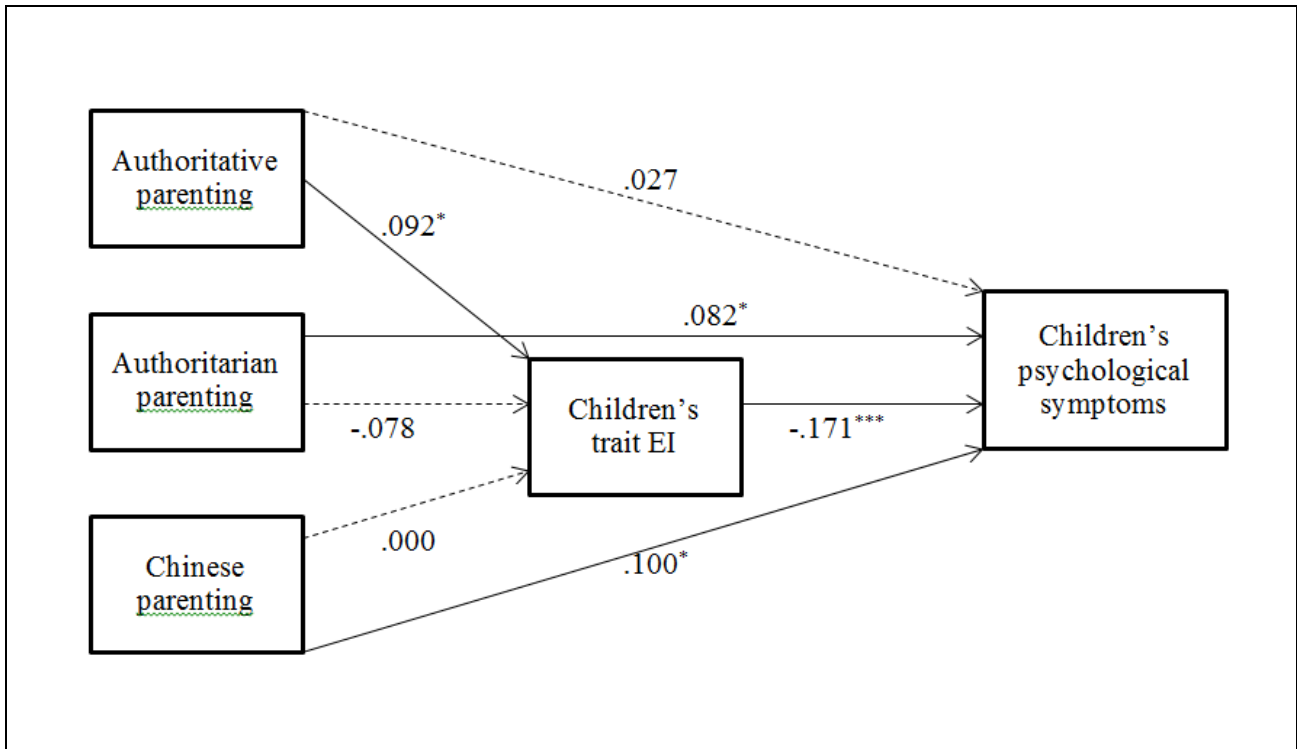 Authoritative
parenting
.027
.092*
.082*
Authoritarian
parenting
-.078
Children's
trait EI
-.171***
Children's
psychological
symptoms
.000
Chinese
parenting
.100*